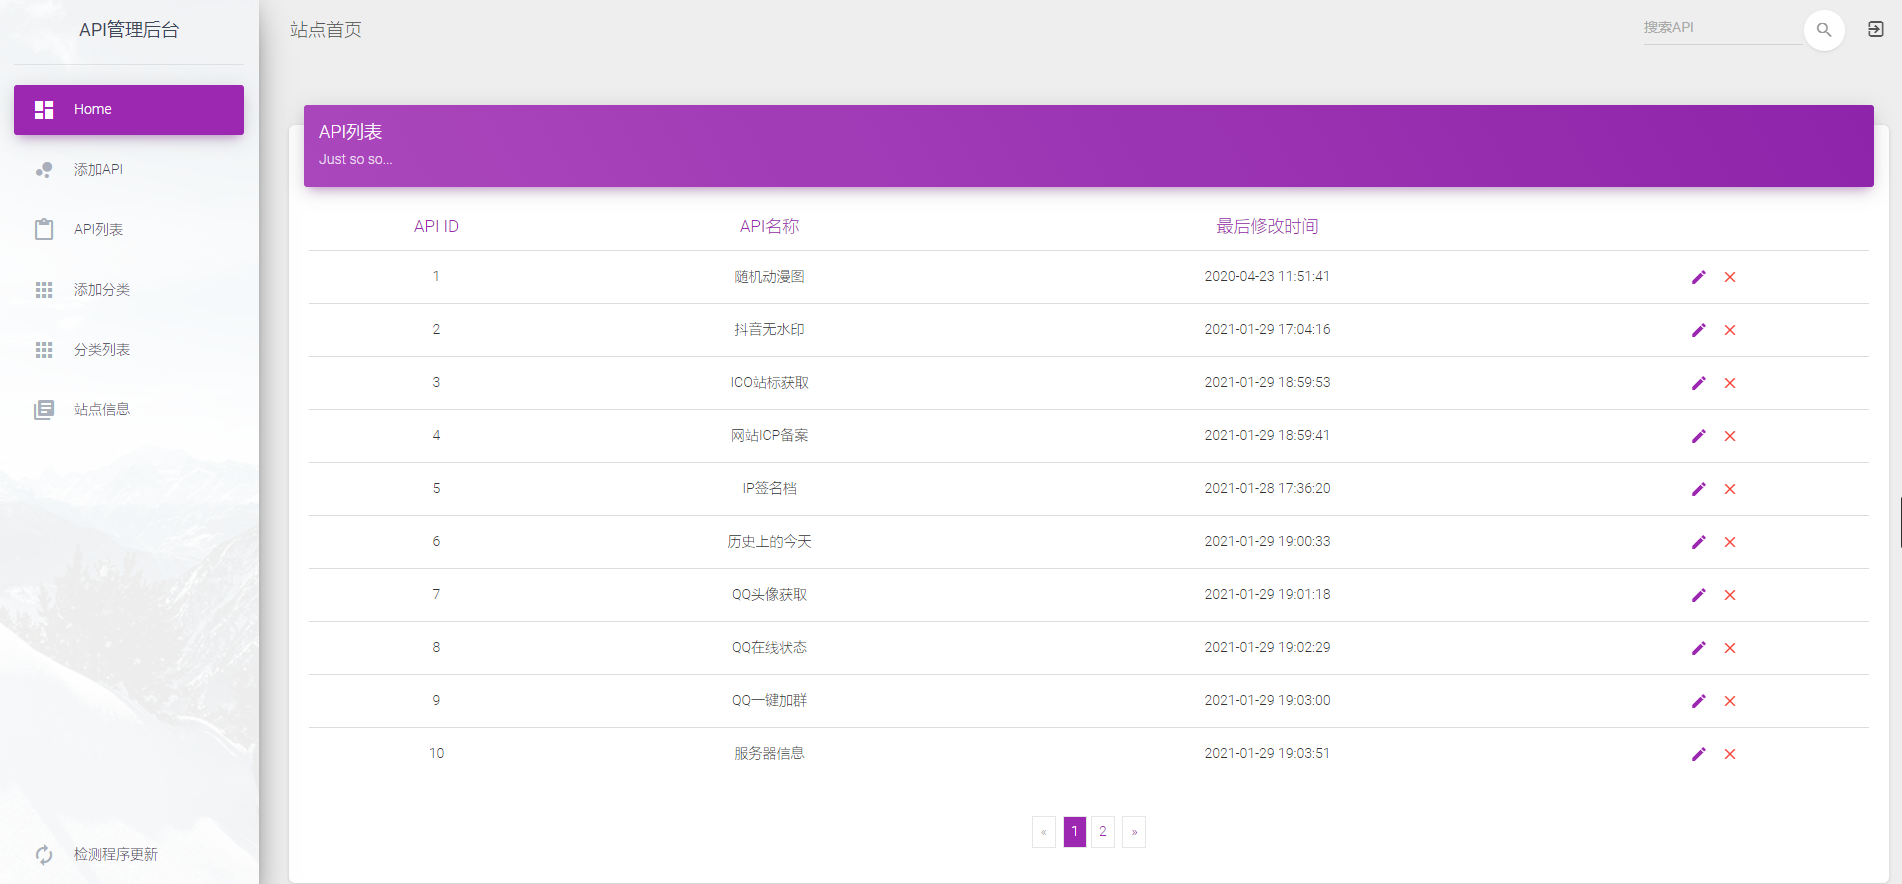 API管理后台
Home
添加API
API列表
添加分类
分类列表
站点信息
检测程序更新
站点首页
搜索API
API列表
Just so so...
API ID API名称 最后修改时间
1 随机动漫图 2020-04-23 11:51:41
2 抖音无水印 2021-01-29 17:04:16
3 ICO站标获取 2021-01-29 18:59:53
4 网站ICP备案 2021-01-29 18:59:41
5 IP签名档 2021-01-28 17:36:20
6 历史上的今天 2021-01-29 19:00:33
7 QQ头像获取 2021-01-29 19:01:18
8 QQ在线状态 2021-01-29 19:02:29
9 QQ一键加群 2021-01-29 19:03:00
10 服务器信息 2021-01-29 19:03:51
« 1 2 »